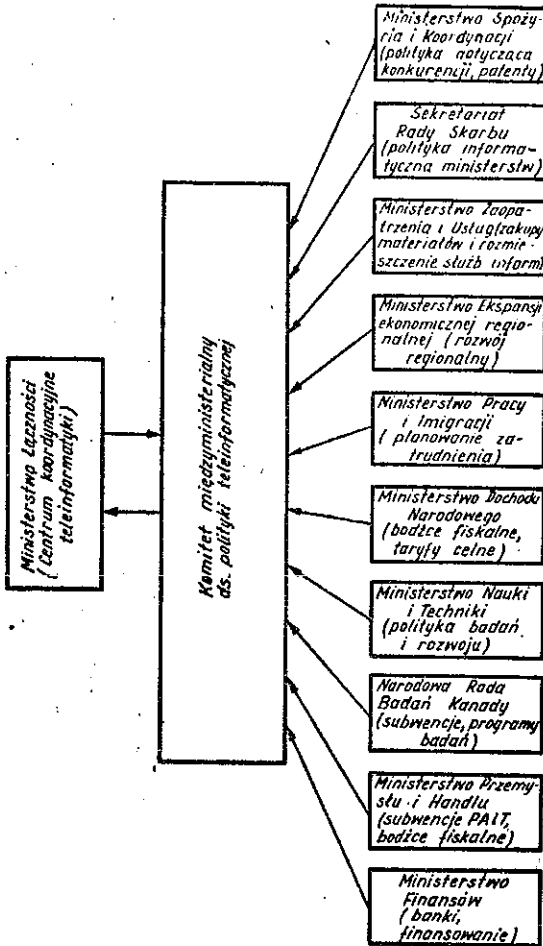 Ministerstwo Łączności
(Centrum koordynacyjne
teleinformatyki)
Komitet międzyministerialny
ds. polityki teleinformatycznej
Ministerstwo Spoży-
ria i Koordynacji
(polityka dotycząca
konkurencji, patenty)
Sekretariat
Rady Skarbu
(polityka informa-
tyczna ministerstw)
Ministerstwo Zaopa-
trzenia i Usług(zakupy
materiałów i rozmie-
szczenie służb inform)
Ministerstwo Ekspansji
ekonomicznej regio-
nalnej (rozwój
regionalny)
Ministerstwo Pracy
i Imigracji
(planowanie za-
trudnienia)
Ministerstwo Dochodu
Narodowego
(bodźce fiskalne,
taryfy celne)
Ministerstwo Nauki
i Techniki
(polityka badań
i rozwoju)
Narodowa Rada
Badań Kanady
(subwencje, programy
badań)
Ministerstwo Przemy-
słu i Handlu
(subwencje PAIT,
bodźce fiskalne)
Ministerstwo
Finansów
(banki,
finansowanie)